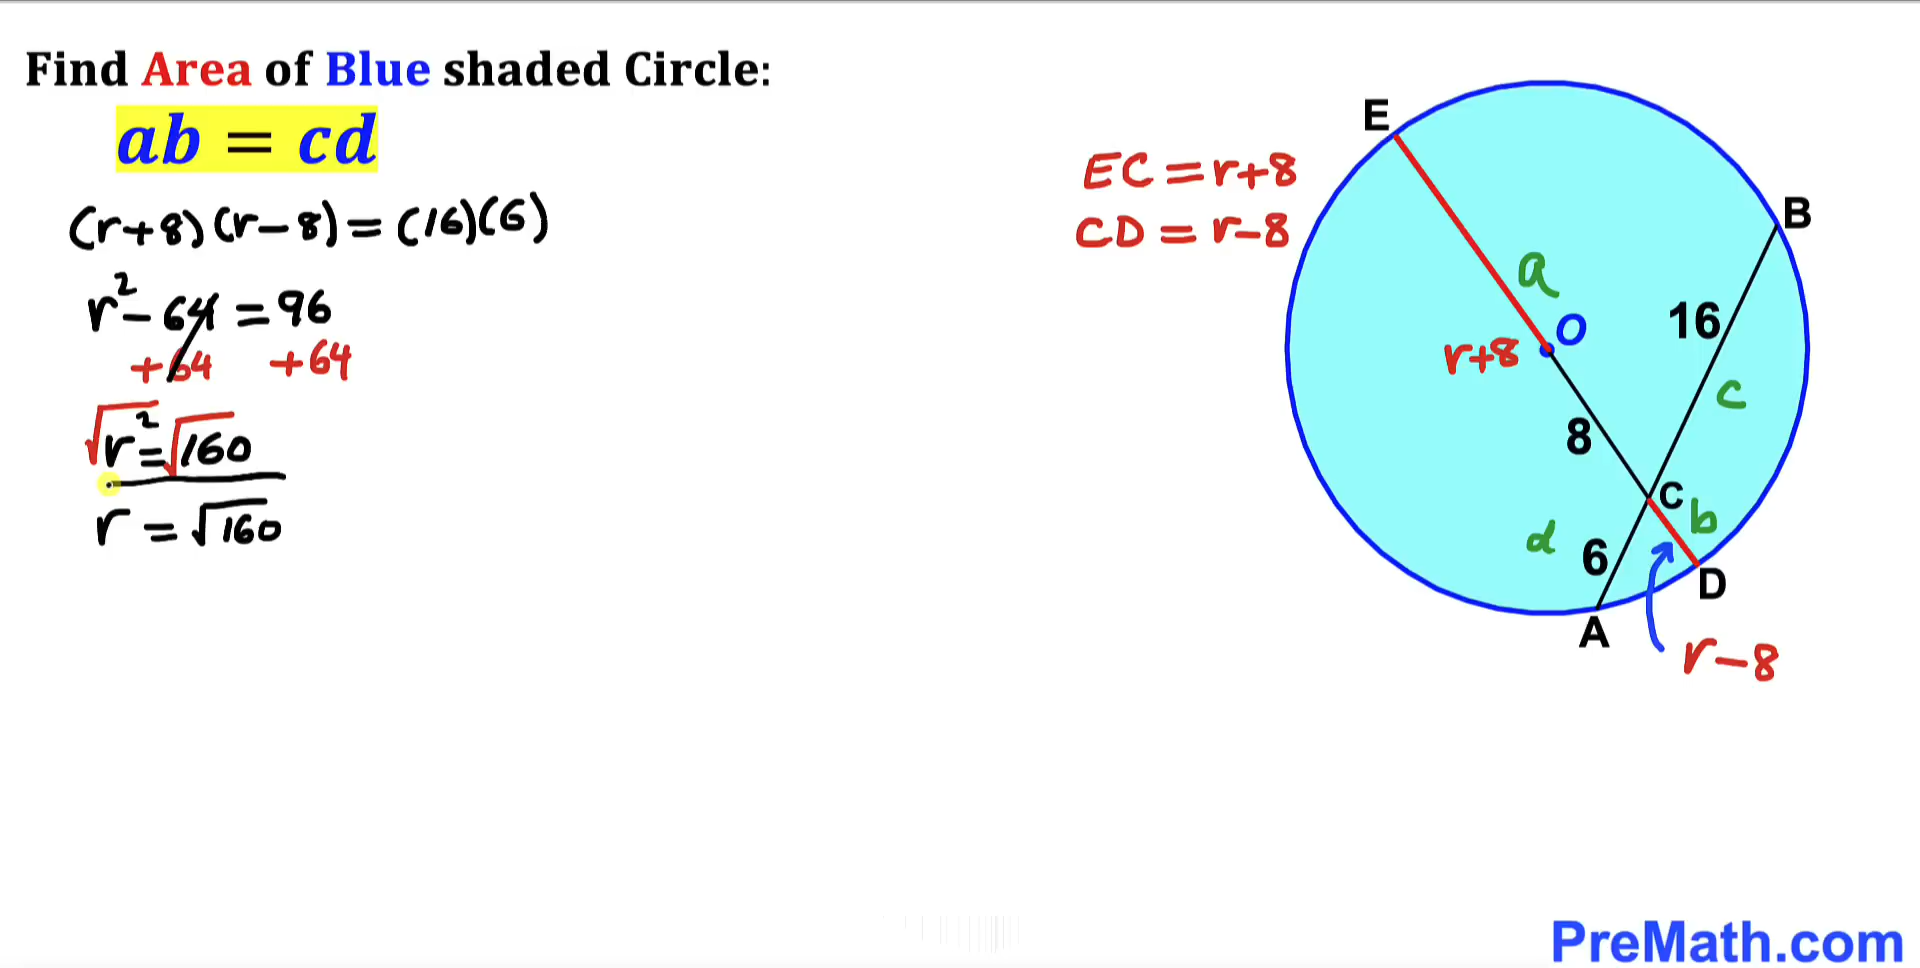 Find Area of Blue shaded Circle:
ab = cd
(r+8)(r-8)=(16)(6)
r²-64=96
+64 +64
√r²=√160
r=√160
EC=r+8
CD=r-8
E
B
a
O
16
r+8
c
8
C
b
d
6
D
A
r-8
PreMath.com